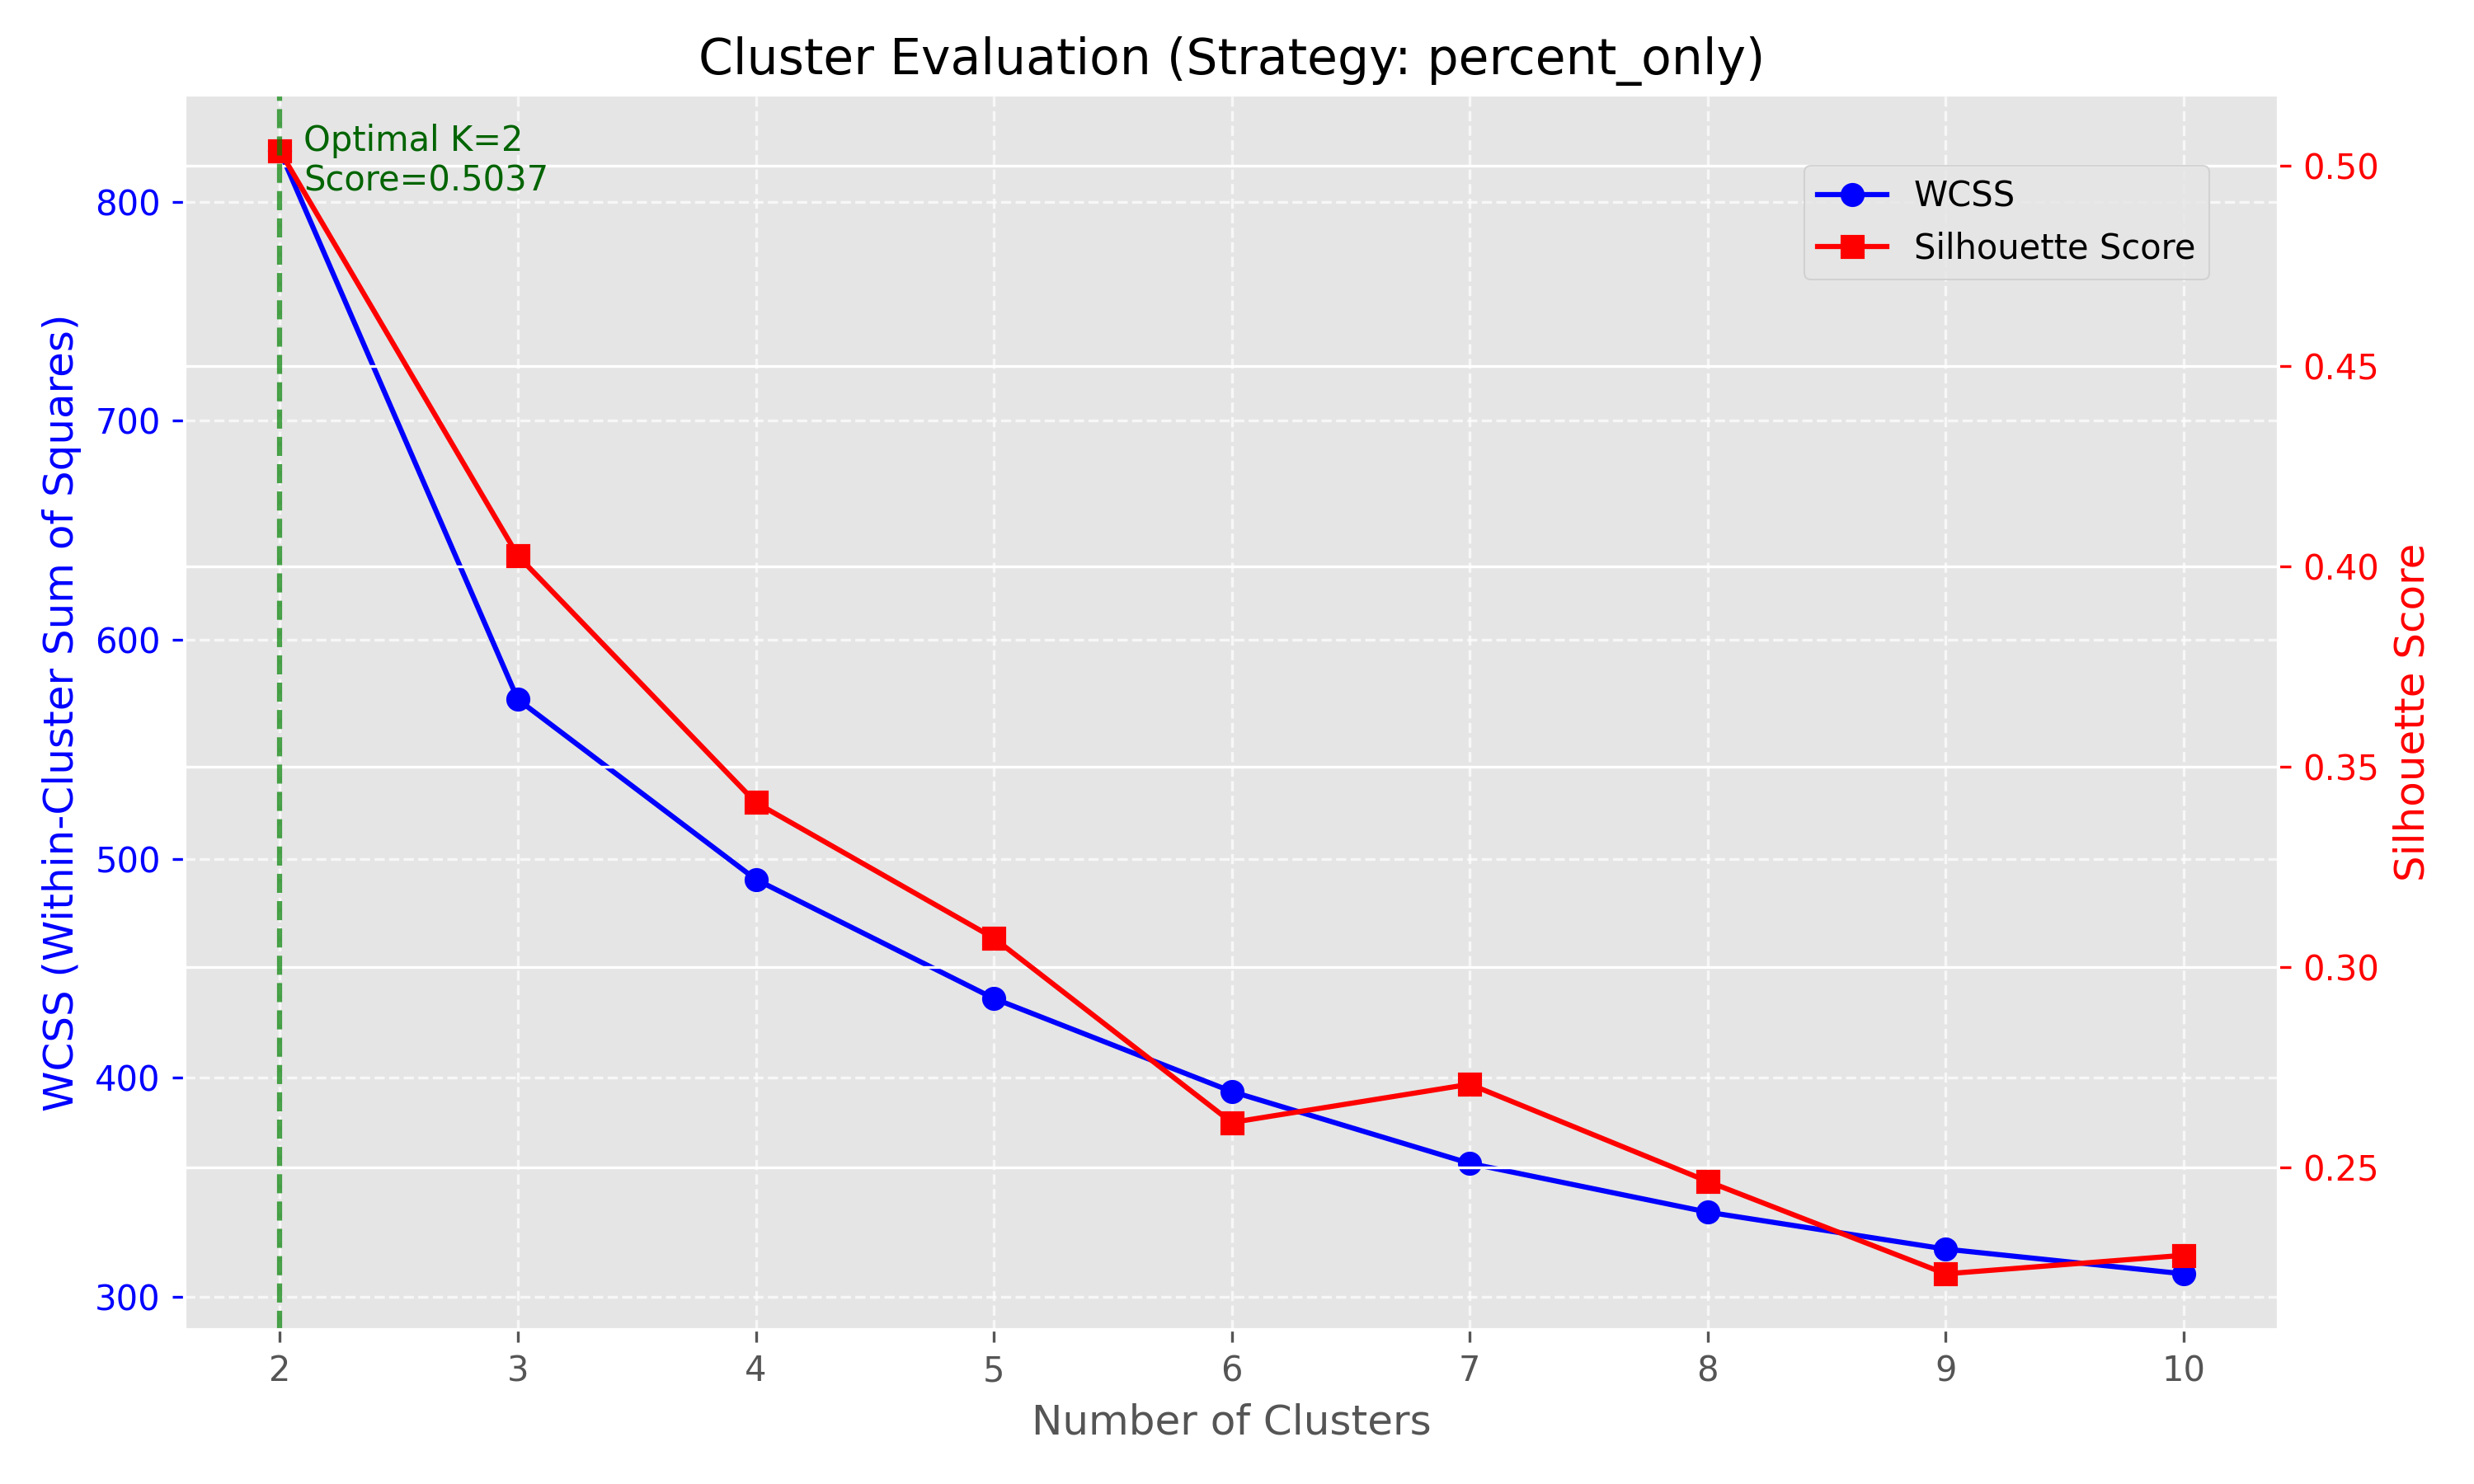 Cluster Evaluation (Strategy: percent_only)
Optimal K=2
Score=0.5037
WCSS
Silhouette Score
WCSS (Within-Cluster Sum of Squares)
800
700
600
500
400
300
0.50
0.45
0.40
0.35
0.30
0.25
Silhouette Score
2 3 4 5 6 7 8 9 10
Number of Clusters